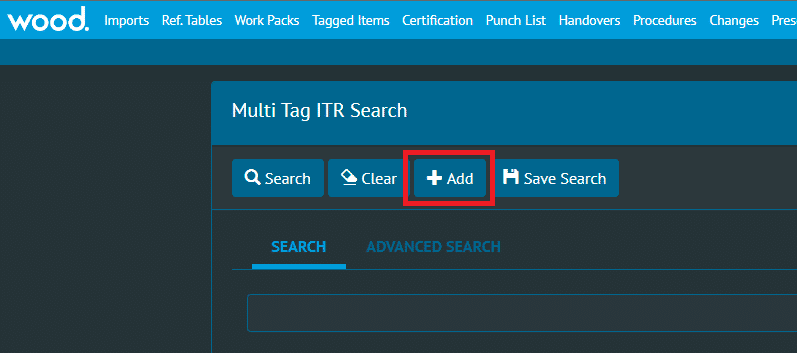 wood. Imports Ref. Tables Work Packs Tagged Items Certification Punch List Handovers Procedures Changes
Multi Tag ITR Search
Search Clear Add Save Search
SEARCH ADVANCED SEARCH